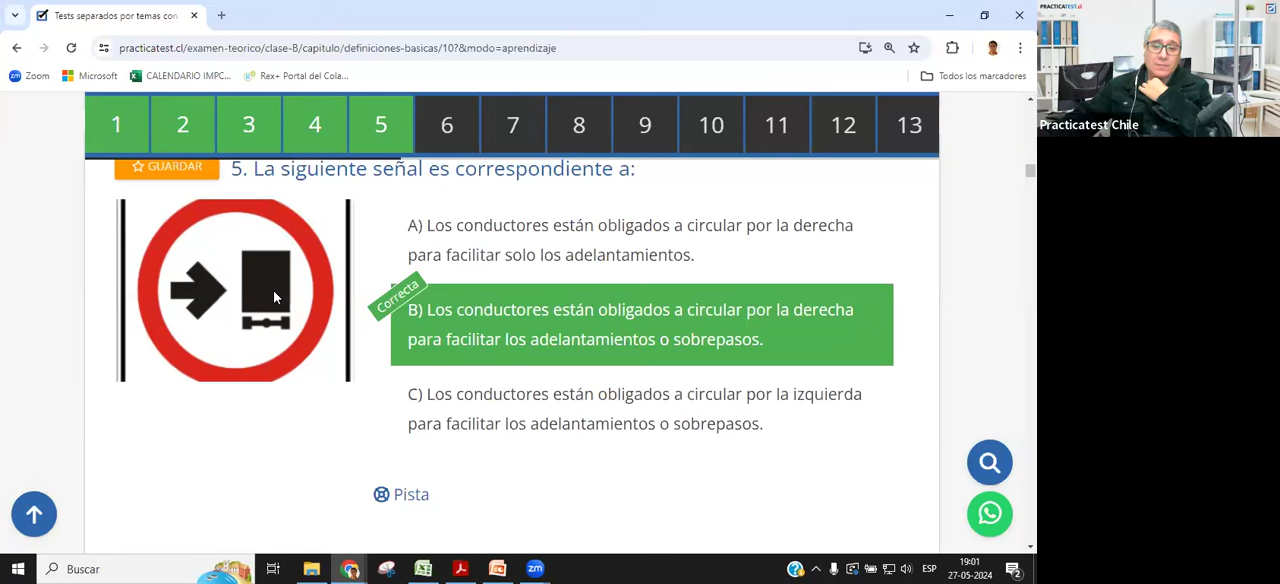 Tests separados por temas con
practicatest.cl/examen-teorico/clase-B/capitulo/definiciones-basicas/10?&modo=aprendizaje
Zoom
Microsoft
CALENDARIO IMPC...
Rex+ Portal del Cola...
Todos los marcadores
PRACTICATEST.cl
Practicatest Chile
1 2 3 4 5 6 7 8 9 10 11 12 13
GUARDAR
5. La siguiente señal es correspondiente a:
A) Los conductores están obligados a circular por la derecha
para facilitar solo los adelantamientos.
Correcta
B) Los conductores están obligados a circular por la derecha
para facilitar los adelantamientos o sobrepasos.
C) Los conductores están obligados a circular por la izquierda
para facilitar los adelantamientos o sobrepasos.
Pista
Buscar
zm
ESP
19:01
27-05-2024
2